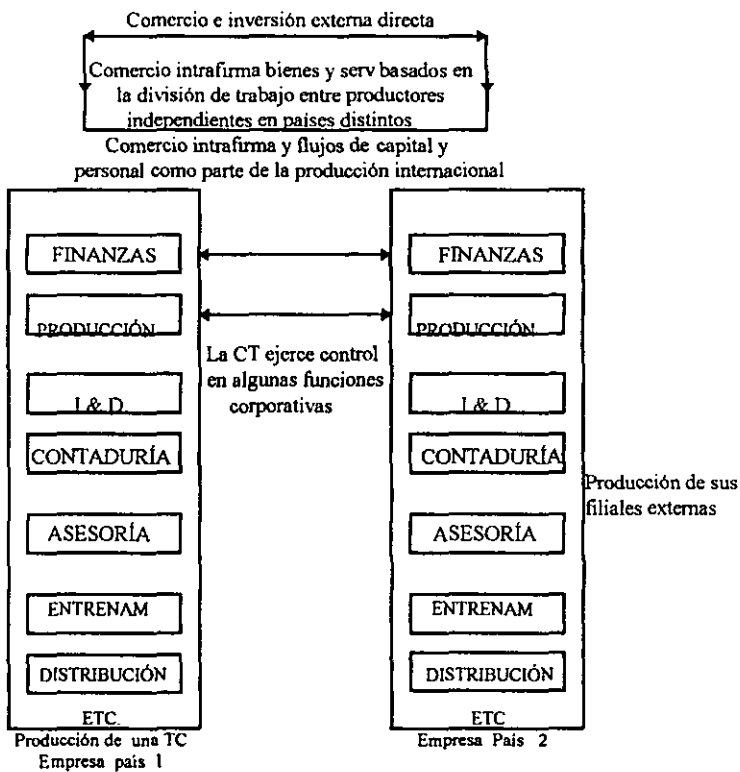 Comercio e inversión externa directa
Comercio intrafirma bienes y serv basados en
la división de trabajo entre productores
independientes en países distintos
Comercio intrafirma y flujos de capital y
personal como parte de la producción internacional
FINANZAS
PRODUCCIÓN
I & D
CONTADURÍA
ASESORÍA
ENTRENAM
DISTRIBUCIÓN
ETC.
Producción de una TC
Empresa país 1
La CT ejerce control
en algunas funciones
corporativas
FINANZAS
PRODUCCIÓN
I & D
CONTADURÍA
ASESORÍA
ENTRENAM
DISTRIBUCIÓN
ETC
Empresa País 2
Producción de sus
filiales externas